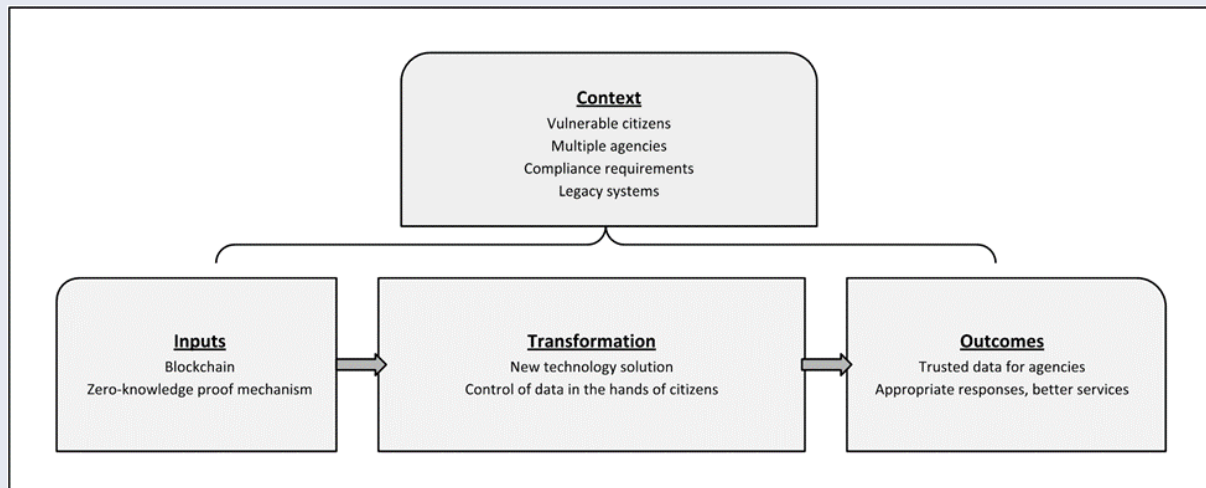 Context
Vulnerable citizens
Multiple agencies
Compliance requirements
Legacy systems
Inputs
Blockchain
Zero-knowledge proof mechanism
Transformation
New technology solution
Control of data in the hands of citizens
Outcomes
Trusted data for agencies
Appropriate responses, better services